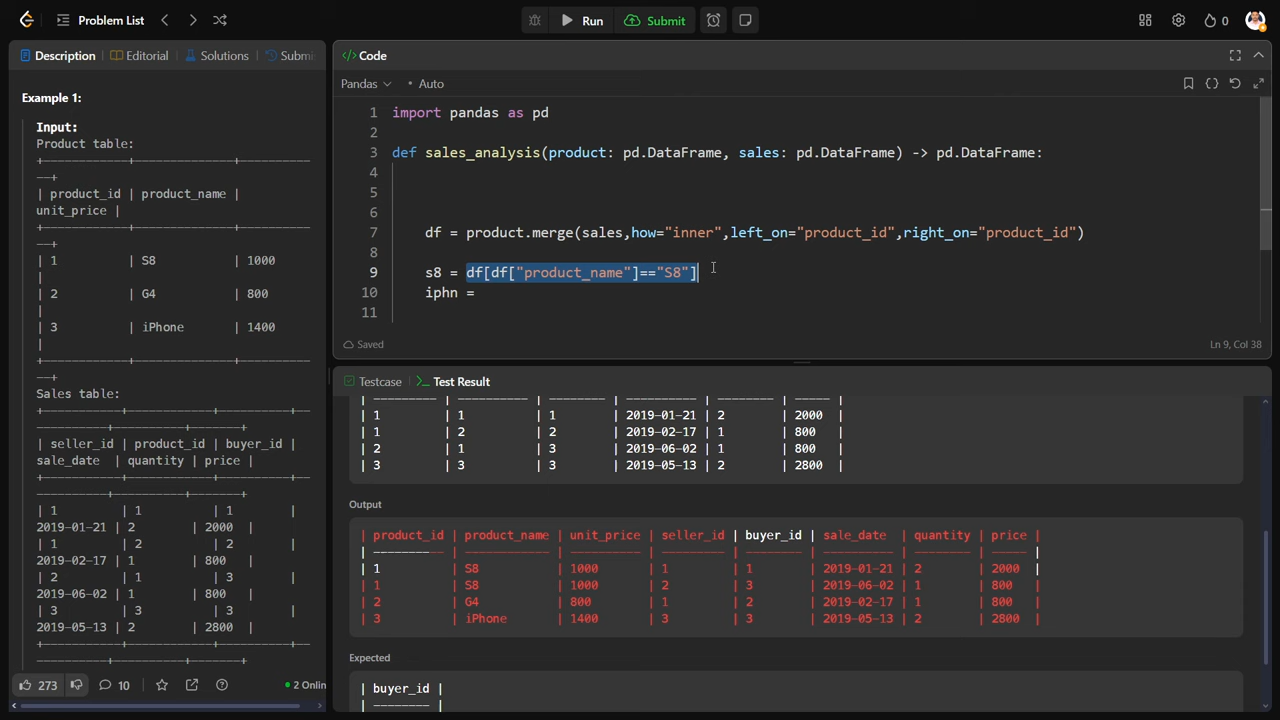 Problem List
Run
Submit
0
Description
Editorial
Solutions
Submi
Example 1:
Input:
Product table:
+————————————+——————————————+—————————
——+
| product_id | product_name |
unit_price |
+————————————+——————————————+—————————
——+
| 1 | S8 | 1000
|
| 2 | G4 | 800
|
| 3 | iPhone | 1400
|
+————————————+——————————————+—————————
——+
Sales table:
+———————————+————————————+——————————+——
——————————+——————————+———————+
| seller_id | product_id | buyer_id |
sale_date | quantity | price |
+———————————+————————————+——————————+——
——————————+——————————+———————+
| 1 | 1 | 1 |
2019-01-21 | 2 | 2000 |
| 1 | 2 | 2 |
2019-02-17 | 1 | 800 |
| 2 | 1 | 3 |
2019-06-02 | 1 | 800 |
| 3 | 3 | 3 |
2019-05-13 | 2 | 2800 |
+———————————+————————————+——————————+——
——————————+——————————+———————+
273
10
2 Onlin
</> Code
Pandas
• Auto
1 import pandas as pd
2
3 def sales_analysis(product: pd.DataFrame, sales: pd.DataFrame) -> pd.DataFrame:
4
5
6
7 df = product.merge(sales,how="inner",left_on="product_id",right_on="product_id")
8
9 s8 = df[df["product_name"]=="S8"]
10 iphn =
11
Saved
Ln 9, Col 38
Testcase
Test Result
| ————————— | —————————— | ———————— | —————————— | ———————— | ————— |
| 1 | 1 | 1 | 2019-01-21 | 2 | 2000 |
| 1 | 2 | 2 | 2019-02-17 | 1 | 800 |
| 2 | 1 | 3 | 2019-06-02 | 1 | 800 |
| 3 | 3 | 3 | 2019-05-13 | 2 | 2800 |
Output
| product_id | product_name | unit_price | seller_id | buyer_id | sale_date | quantity | price |
| —————————— | ———————————— | —————————— | ————————— | ———————— | —————————— | ———————— | ————— |
| 1 | S8 | 1000 | 1 | 1 | 2019-01-21 | 2 | 2000 |
| 1 | S8 | 1000 | 2 | 3 | 2019-06-02 | 1 | 800 |
| 2 | G4 | 800 | 1 | 2 | 2019-02-17 | 1 | 800 |
| 3 | iPhone | 1400 | 3 | 3 | 2019-05-13 | 2 | 2800 |
Expected
| buyer_id |
| ———————— |